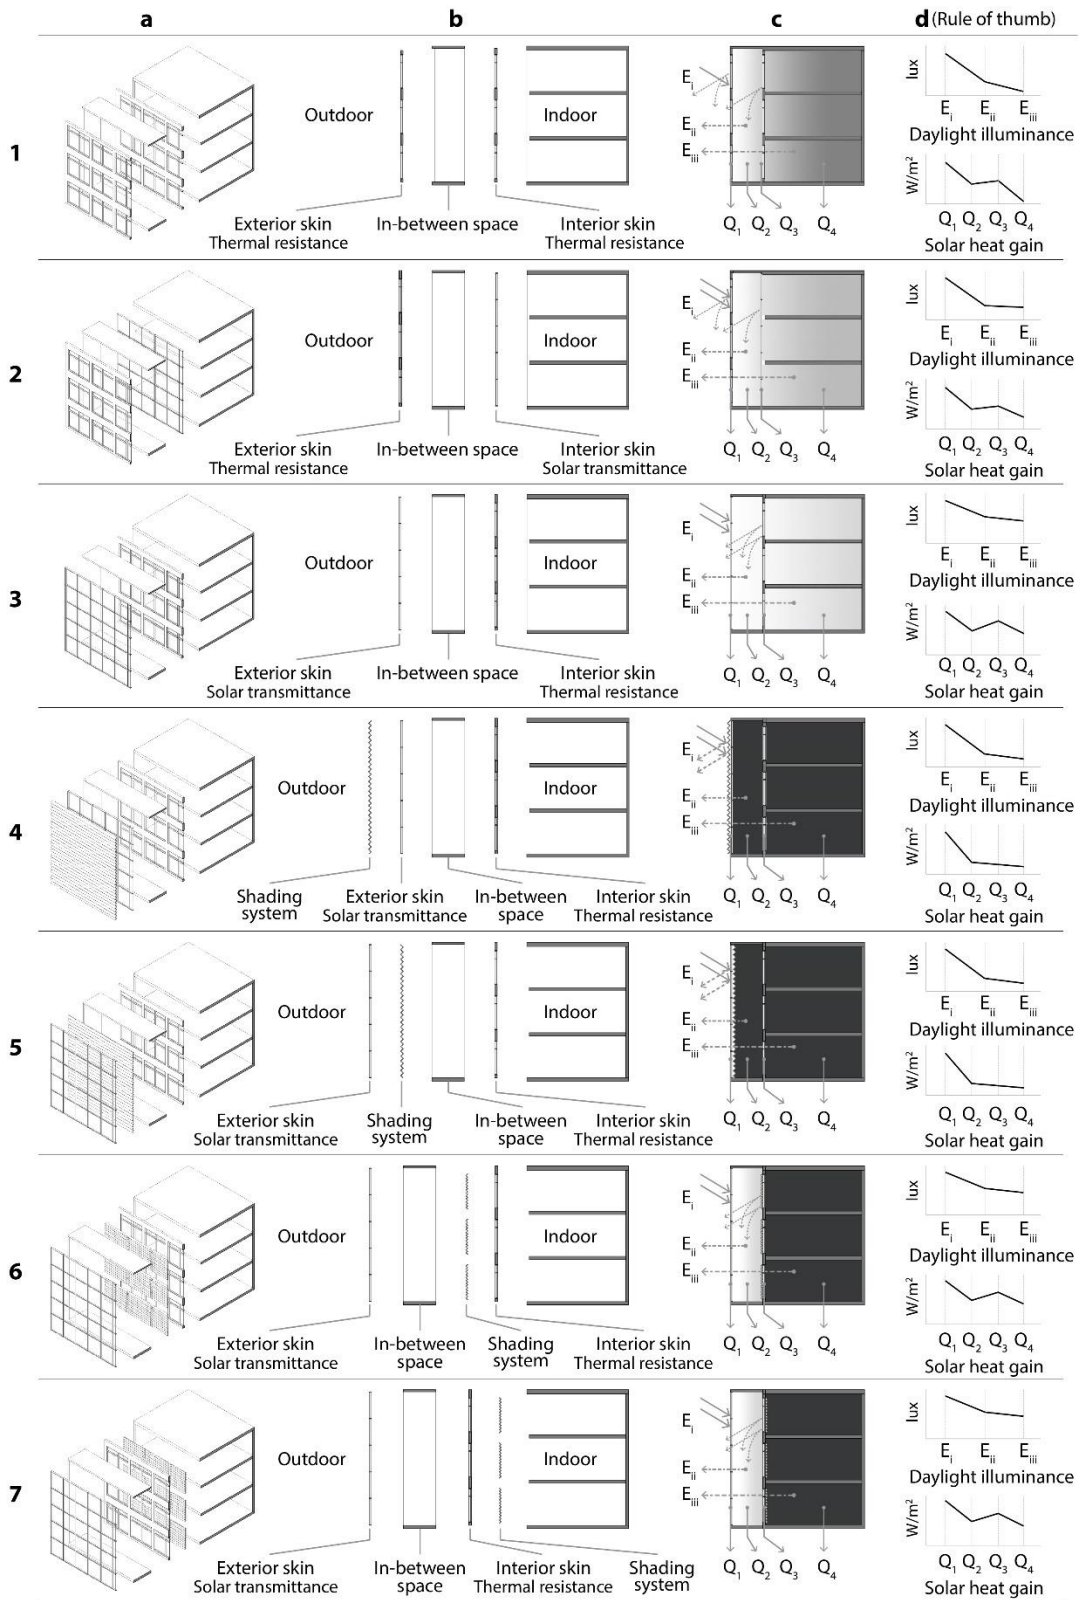 a b c d (Rule of thumb)
1
Outdoor
Indoor
Exterior skin
Thermal resistance
In-between space
Interior skin
Thermal resistance
Ei
Eii
Eiii
Q1 Q2 Q3 Q4
lux
Ei Eii Eiii
Daylight illuminance
W/m²
Q1 Q2 Q3 Q4
Solar heat gain
2
Outdoor
Indoor
Exterior skin
Thermal resistance
In-between space
Interior skin
Solar transmittance
Ei
Eii
Eiii
Q1 Q2 Q3 Q4
lux
Ei Eii Eiii
Daylight illuminance
W/m²
Q1 Q2 Q3 Q4
Solar heat gain
3
Outdoor
Indoor
Exterior skin
Solar transmittance
In-between space
Interior skin
Thermal resistance
Ei
Eii
Eiii
Q1 Q2 Q3 Q4
lux
Ei Eii Eiii
Daylight illuminance
W/m²
Q1 Q2 Q3 Q4
Solar heat gain
4
Outdoor
Indoor
Shading
system
Exterior skin
Solar transmittance
In-between
space
Interior skin
Thermal resistance
Ei
Eii
Eiii
Q1 Q2 Q3 Q4
lux
Ei Eii Eiii
Daylight illuminance
W/m²
Q1 Q2 Q3 Q4
Solar heat gain
5
Outdoor
Indoor
Exterior skin
Solar transmittance
Shading
system
In-between
space
Interior skin
Thermal resistance
Ei
Eii
Eiii
Q1 Q2 Q3 Q4
lux
Ei Eii Eiii
Daylight illuminance
W/m²
Q1 Q2 Q3 Q4
Solar heat gain
6
Outdoor
Indoor
Exterior skin
Solar transmittance
In-between
space
Shading
system
Interior skin
Thermal resistance
Ei
Eii
Eiii
Q1 Q2 Q3 Q4
lux
Ei Eii Eiii
Daylight illuminance
W/m²
Q1 Q2 Q3 Q4
Solar heat gain
7
Outdoor
Indoor
Exterior skin
Solar transmittance
In-between
space
Interior skin
Thermal resistance
Shading
system
Ei
Eii
Eiii
Q1 Q2 Q3 Q4
lux
Ei Eii Eiii
Daylight illuminance
W/m²
Q1 Q2 Q3 Q4
Solar heat gain